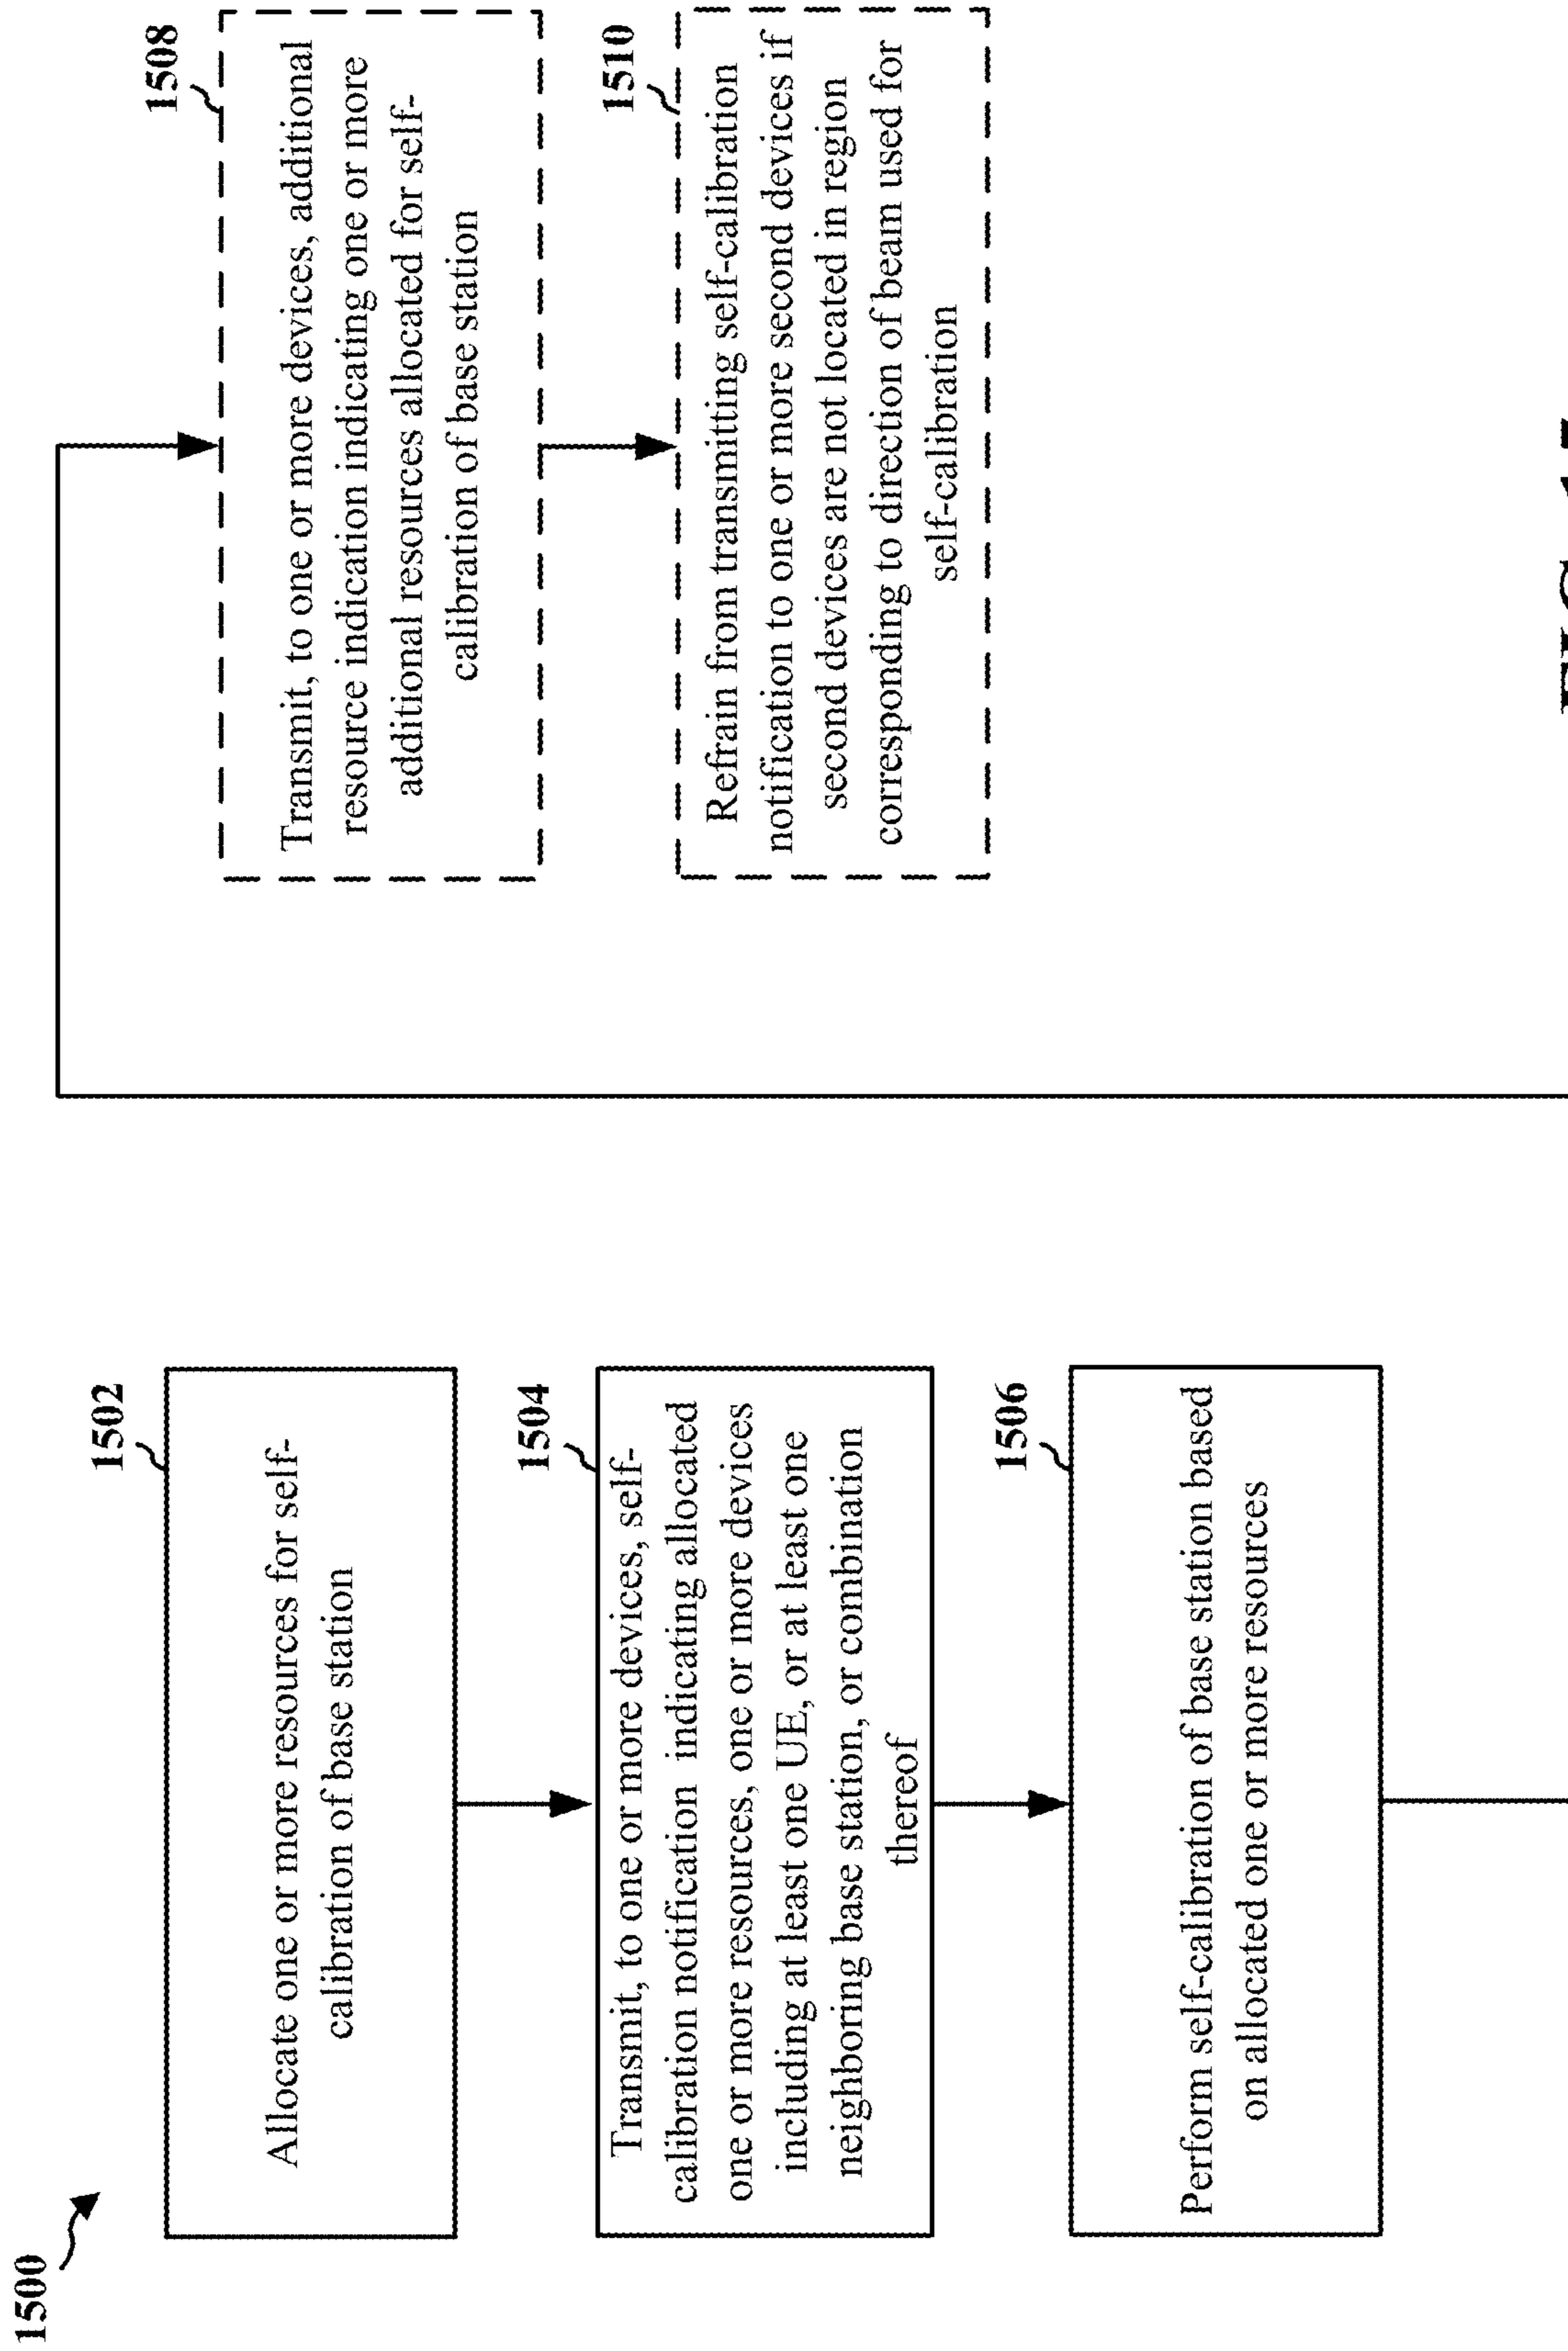 1500
1502
Allocate one or more resources for self-
calibration of base station
1504
Transmit, to one or more devices, self-
calibration notification indicating allocated
one or more resources, one or more devices
including at least one UE, or at least one
neighboring base station, or combination
thereof
1506
Perform self-calibration of base station based
on allocated one or more resources
1508
Transmit, to one or more devices, additional
resource indication indicating one or more
additional resources allocated for self-
calibration of base station
1510
Refrain from transmitting self-calibration
notification to one or more second devices if
second devices are not located in region
corresponding to direction of beam used for
self-calibration